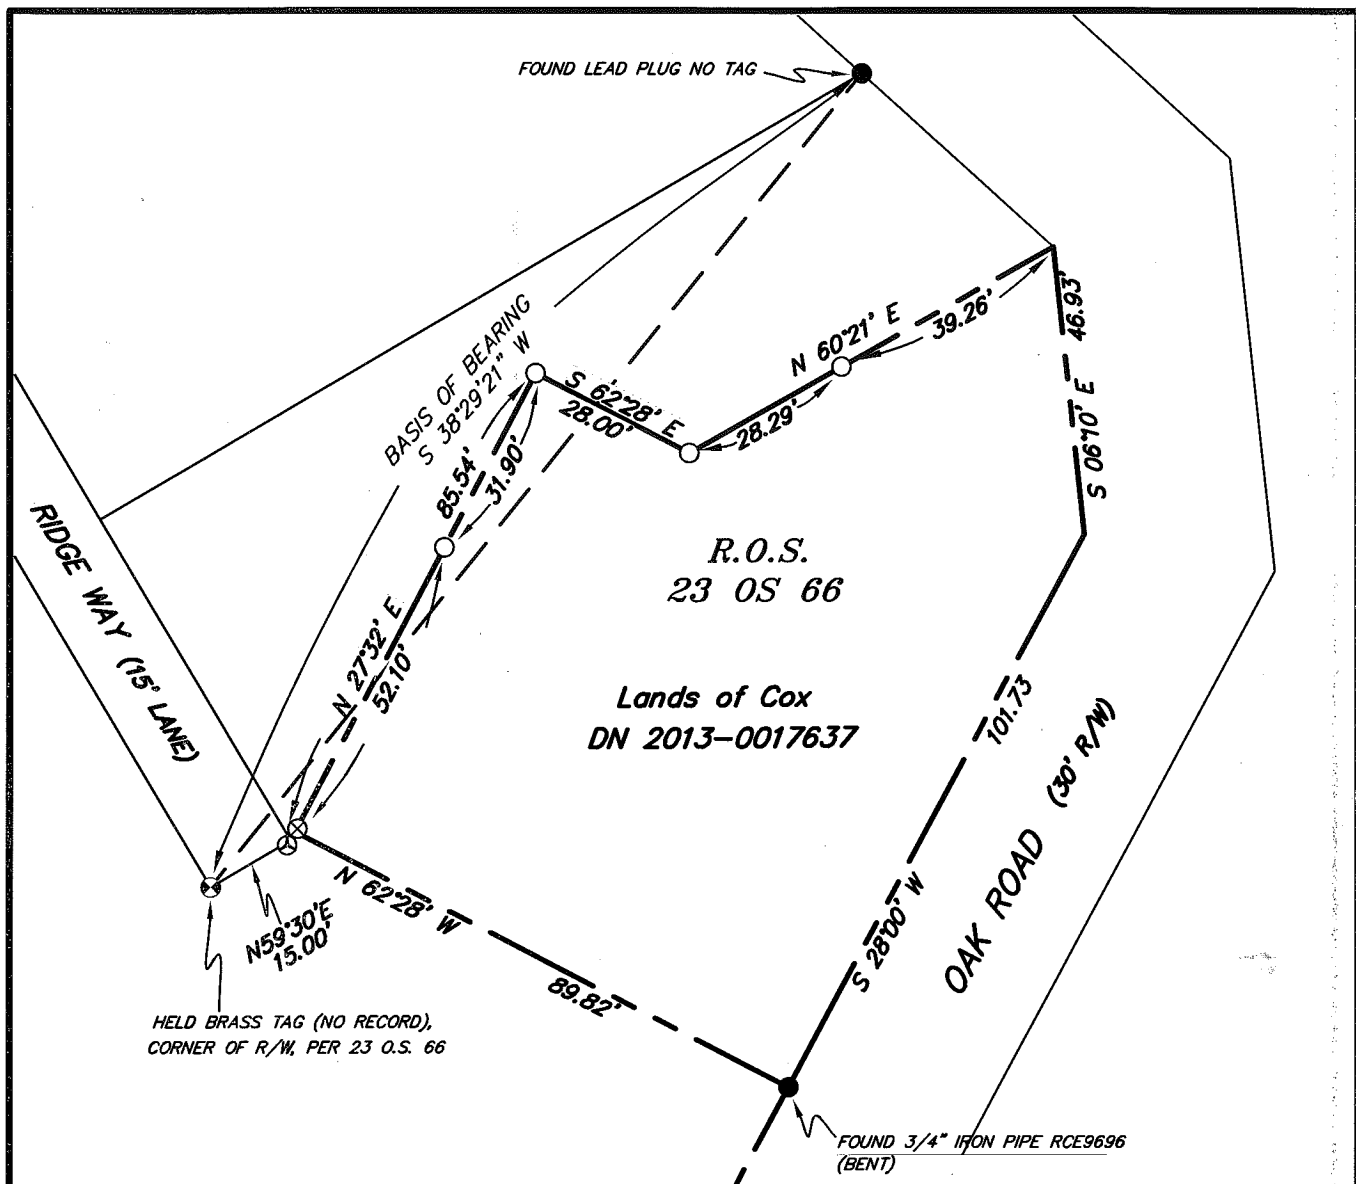 FOUND LEAD PLUG NO TAG
BASIS OF BEARING
S 38°29'21" W
S 62°28' E
28.00'
N 60°21' E
28.29'
39.26'
46.93'
S 06°10' E
85.54'
31.90'
N 27°32' E
52.10'
RIDGE WAY (15' LANE)
R.O.S.
23 OS 66
Lands of Cox
DN 2013-0017637
101.73
S 28°00' W
OAK ROAD (30' R/W)
N59°30'E
15.00'
N 62°28' W
89.82'
HELD BRASS TAG (NO RECORD),
CORNER OF R/W, PER 23 O.S. 66
FOUND 3/4" IRON PIPE RCE9696
(BENT)